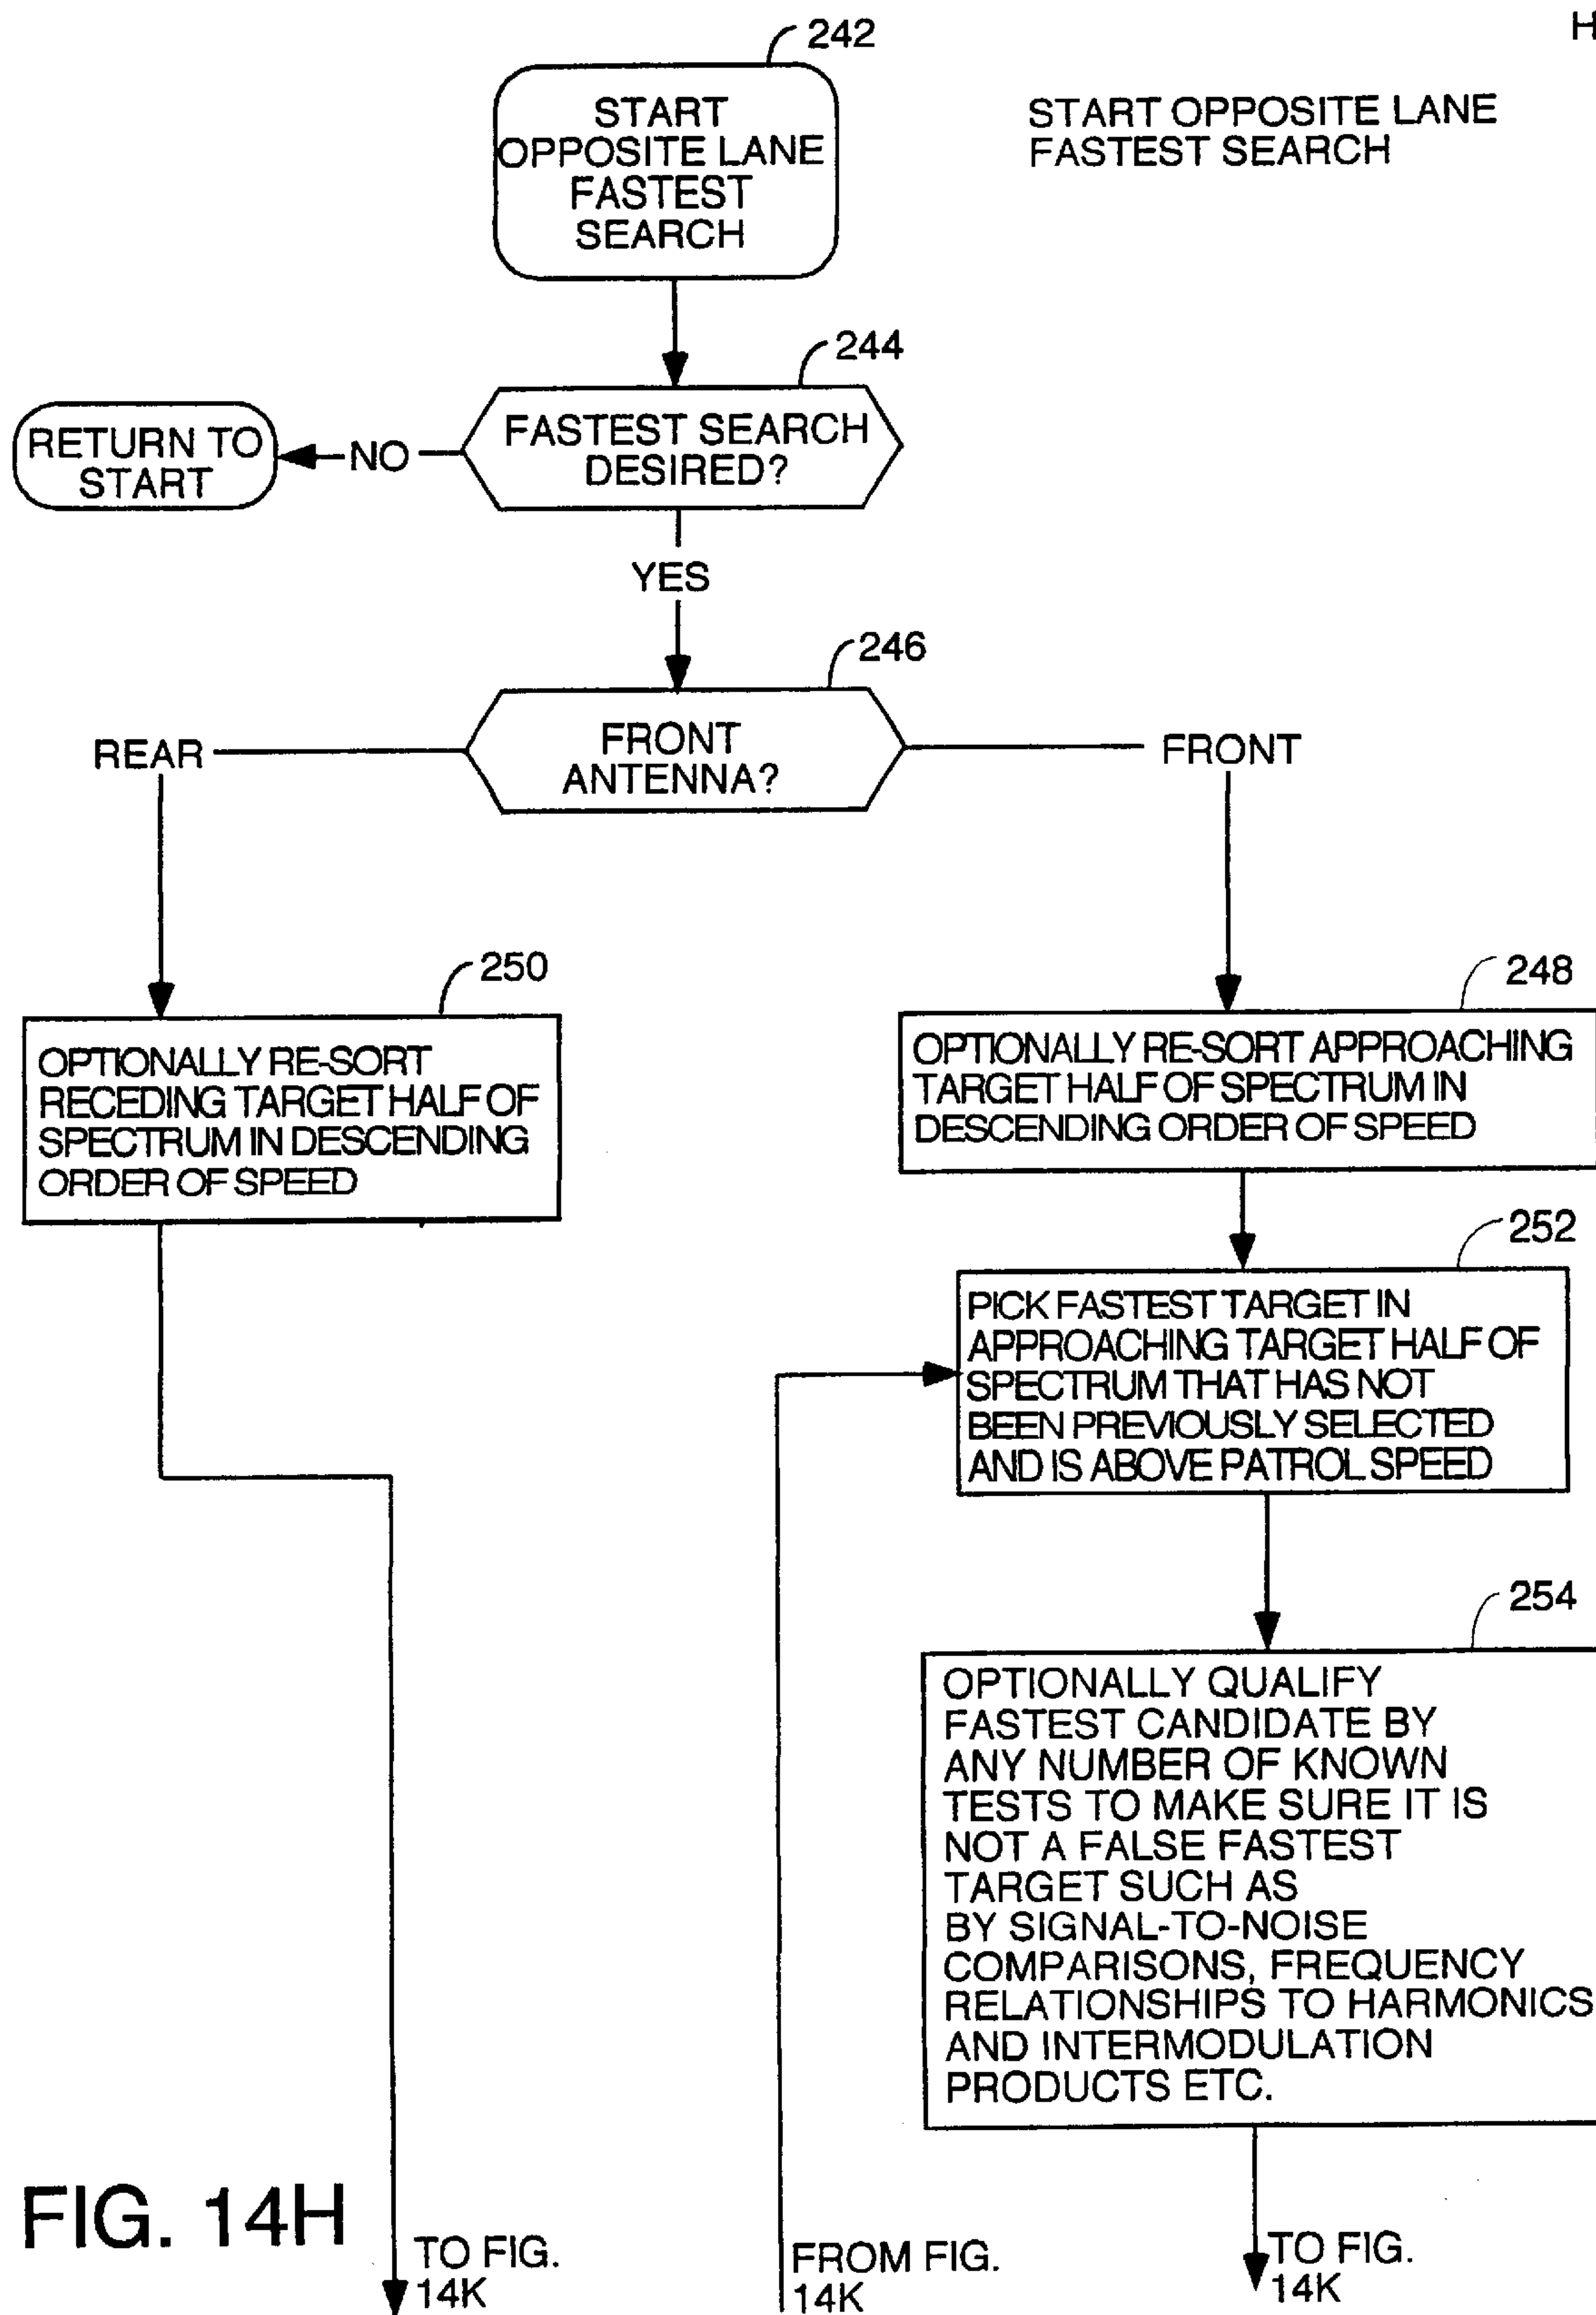 H
242
START
OPPOSITE LANE
FASTEST
SEARCH
START OPPOSITE LANE
FASTEST SEARCH
244
FASTEST SEARCH
DESIRED?
NO
RETURN TO
START
YES
246
FRONT
ANTENNA?
REAR
FRONT
250
OPTIONALLY RE-SORT
RECEDING TARGET HALF OF
SPECTRUM IN DESCENDING
ORDER OF SPEED
248
OPTIONALLY RE-SORT APPROACHING
TARGET HALF OF SPECTRUM IN
DESCENDING ORDER OF SPEED
252
PICK FASTEST TARGET IN
APPROACHING TARGET HALF OF
SPECTRUM THAT HAS NOT
BEEN PREVIOUSLY SELECTED
AND IS ABOVE PATROL SPEED
254
OPTIONALLY QUALIFY
FASTEST CANDIDATE BY
ANY NUMBER OF KNOWN
TESTS TO MAKE SURE IT IS
NOT A FALSE FASTEST
TARGET SUCH AS
BY SIGNAL-TO-NOISE
COMPARISONS, FREQUENCY
RELATIONSHIPS TO HARMONICS
AND INTERMODULATION
PRODUCTS ETC.
FIG. 14H
TO FIG.
14K
FROM FIG.
14K
TO FIG.
14K